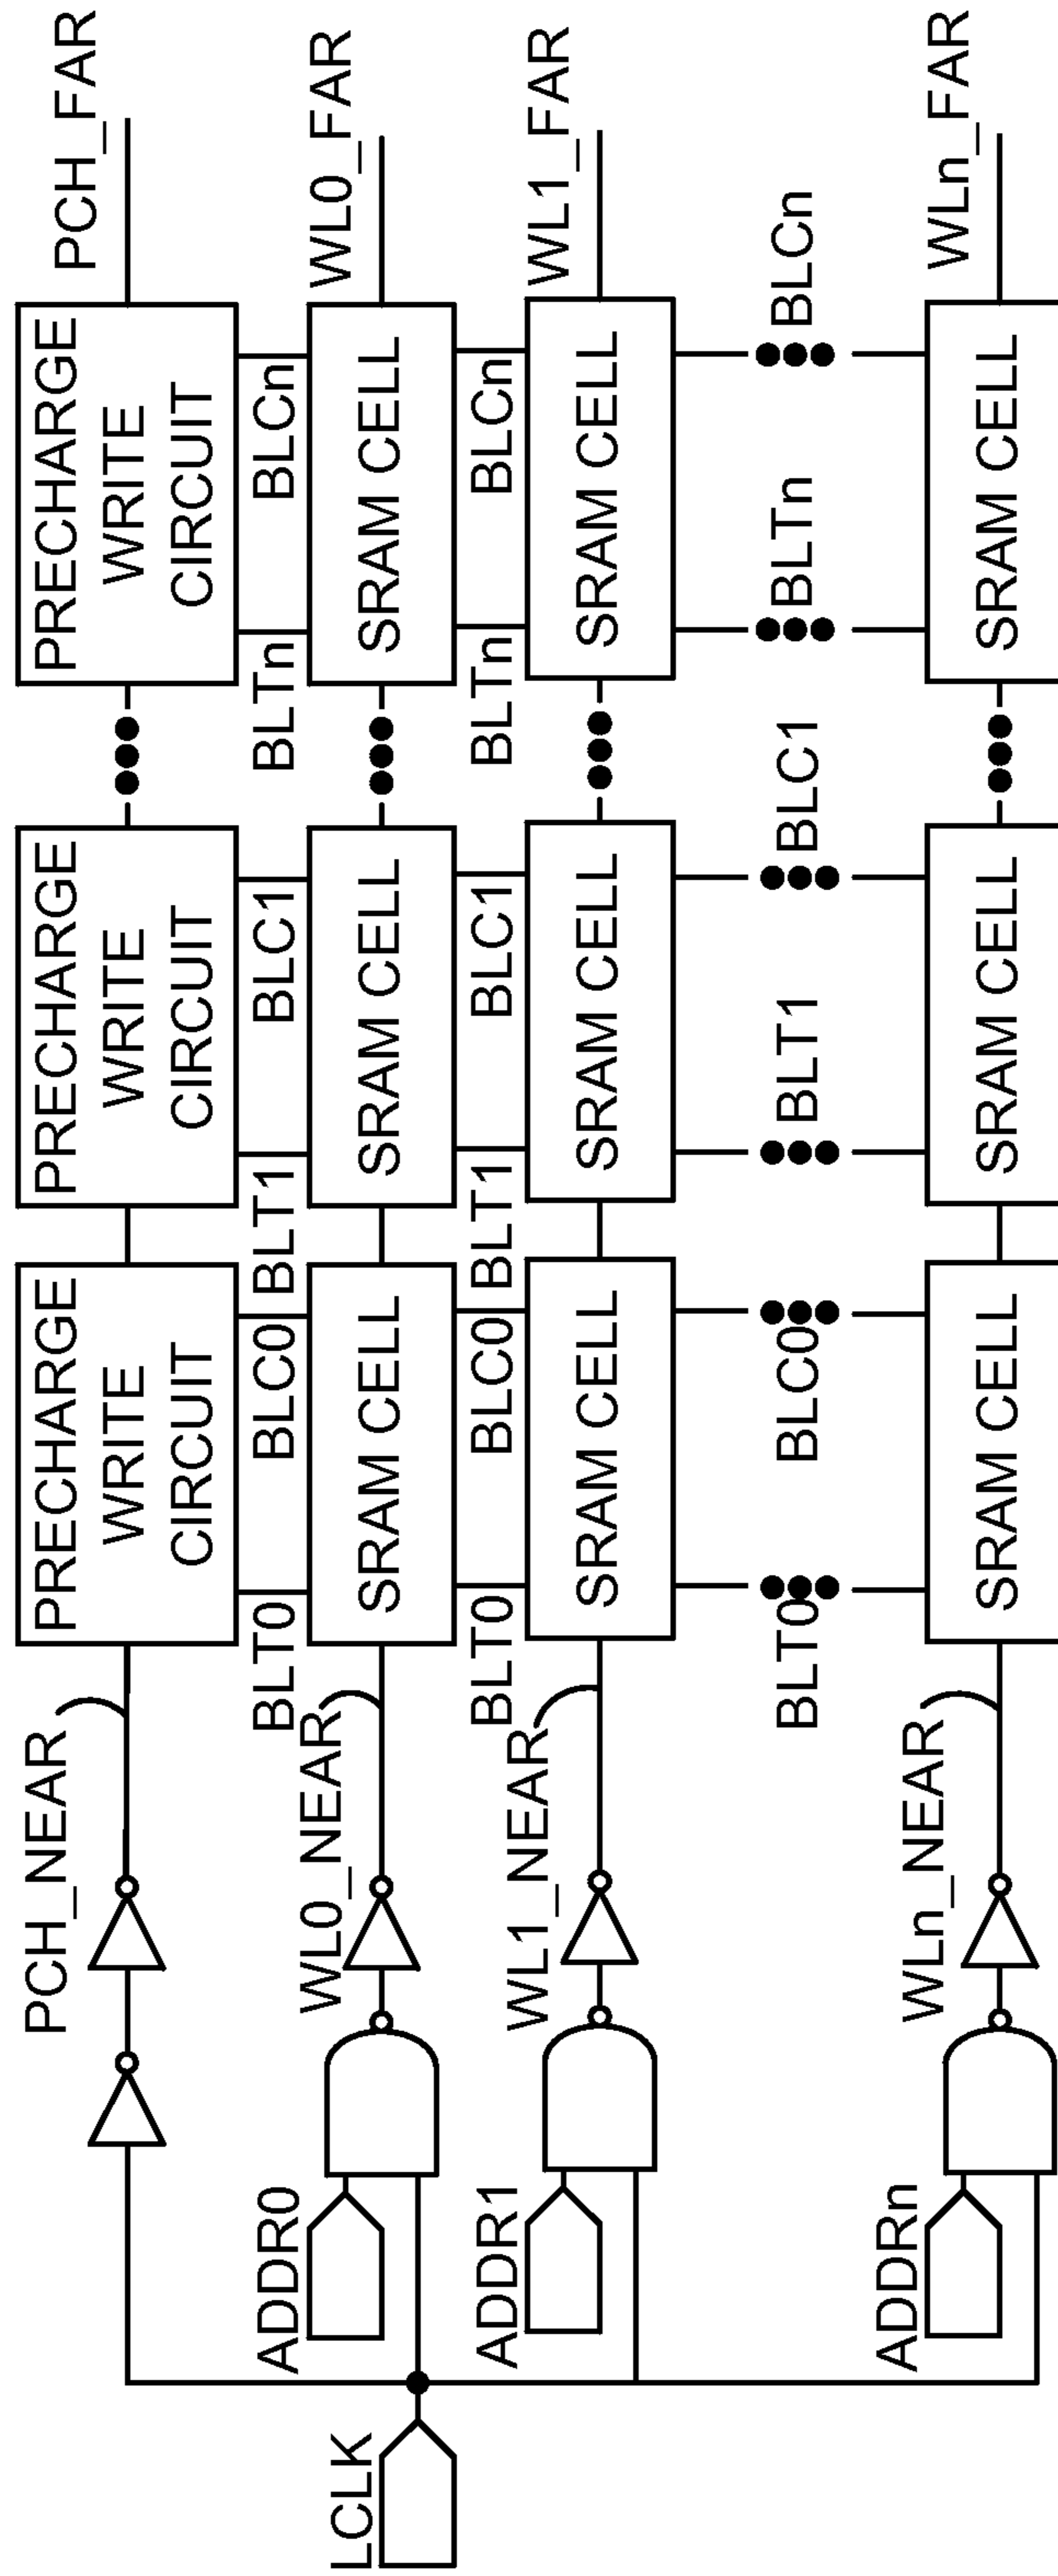 PCH_NEAR
PRECHARGE
WRITE
CIRCUIT
PRECHARGE
WRITE
CIRCUIT
PRECHARGE
WRITE
CIRCUIT
PCH_FAR
BLT0
BLC0
BLT1
BLC1
BLTn
BLCn
ADDR0
WL0_NEAR
SRAM CELL
SRAM CELL
SRAM CELL
WL0_FAR
LCLK
BLT0
BLC0
BLT1
BLC1
BLTn
BLCn
ADDR1
WL1_NEAR
SRAM CELL
SRAM CELL
SRAM CELL
WL1_FAR
BLT0
BLC0
BLT1
BLC1
BLTn
BLCn
ADDRn
WLn_NEAR
SRAM CELL
SRAM CELL
SRAM CELL
WLn_FAR